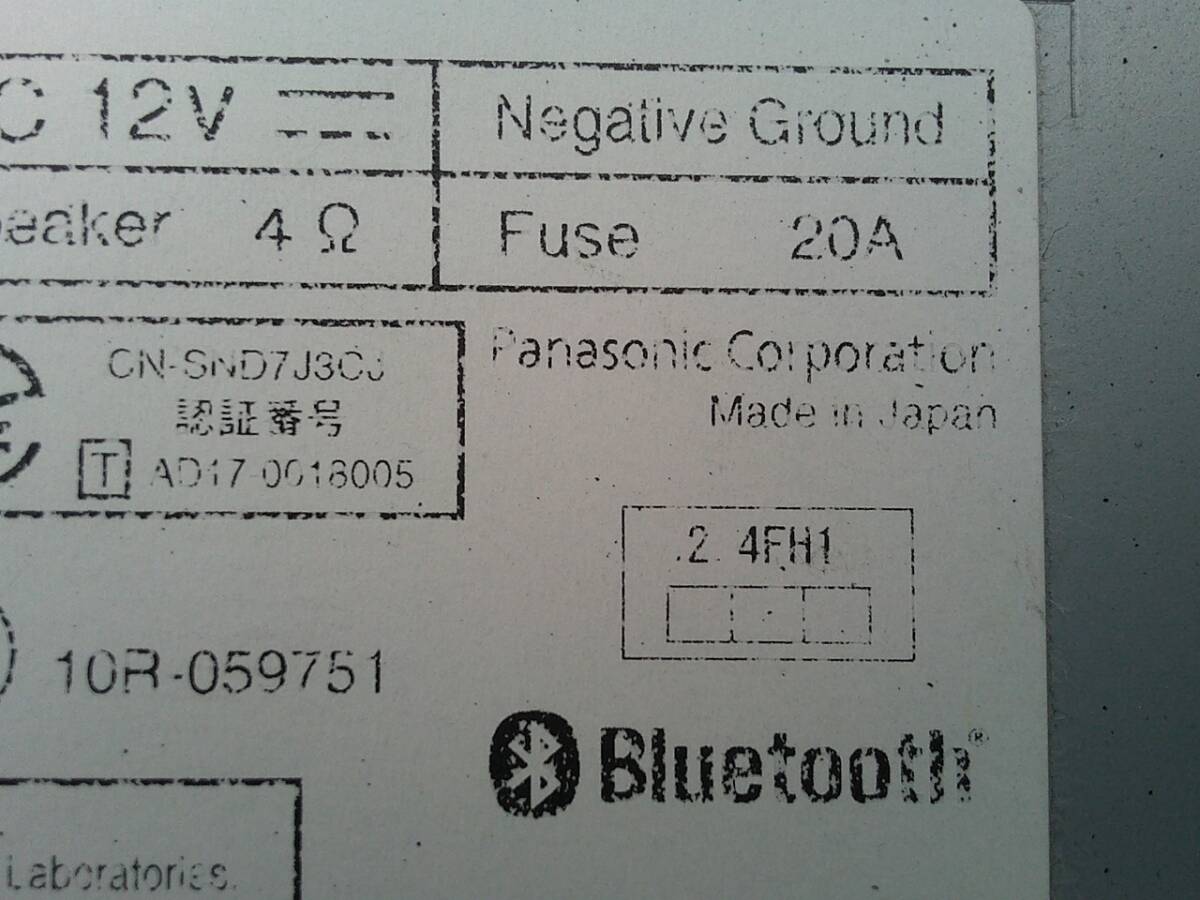 C 12V
Negative Ground
eaker 4 Ω
Fuse 20A
CN-SND7J3CJ
認証番号
T AD17-0018005
Panasonic Corporation
Made in Japan
2.4FH1
10R-059751
Bluetooth®
Laboratories.